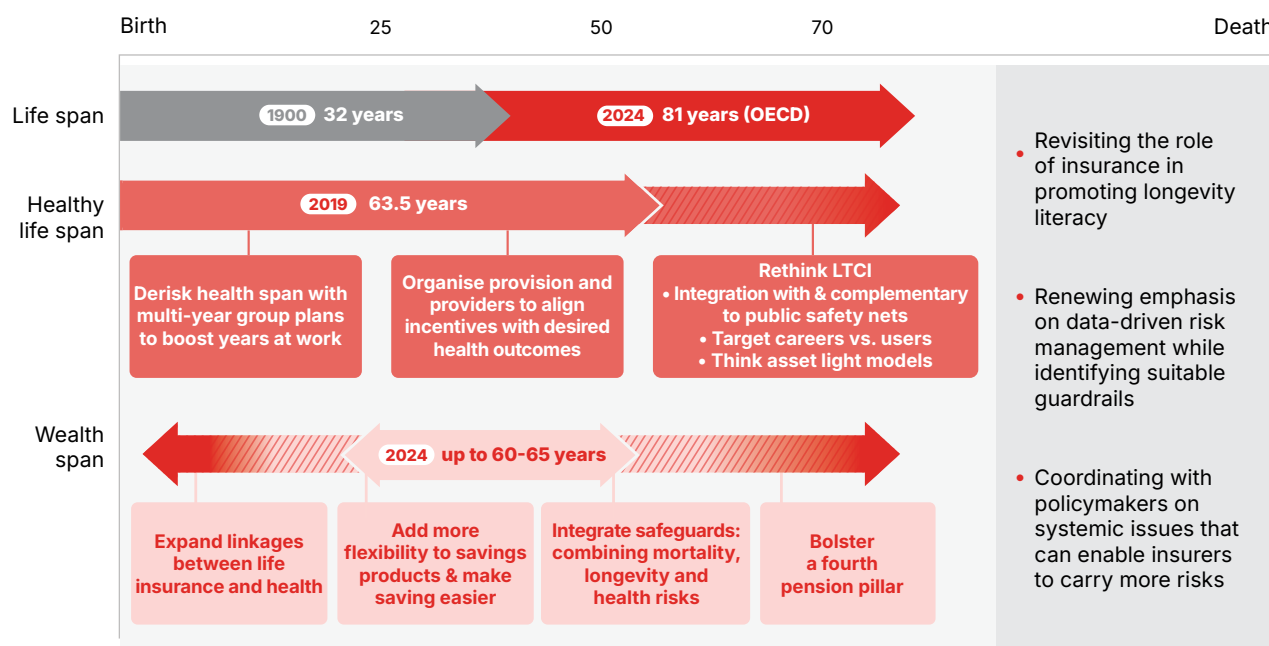 Birth
25
50
70
Death
Life span
1900 32 years
2024 81 years (OECD)
Healthy
life span
2019 63.5 years
Derisk health span with
multi-year group plans
to boost years at work
Organise provision and
providers to align
incentives with desired
health outcomes
Rethink LTCI
• Integration with & complementary
to public safety nets
• Target careers vs. users
• Think asset light models
Wealth
span
2024 up to 60-65 years
Expand linkages
between life
insurance and health
Add more
flexibility to savings
products & make
saving easier
Integrate safeguards:
combining mortality,
longevity and
health risks
Bolster
a fourth
pension pillar
• Revisiting the role
of insurance in
promoting longevity
literacy
• Renewing emphasis
on data-driven risk
management while
identifying suitable
guardrails
• Coordinating with
policymakers on
systemic issues that
can enable insurers
to carry more risks